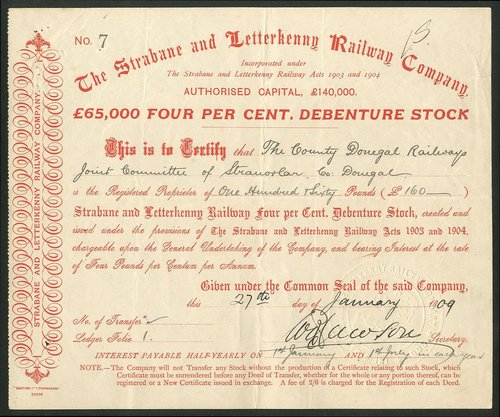 No. 7
The Strabane and Letterkenny Railway Company,
Incorporated under
The Strabane and Letterkenny Railway Acts 1903 and 1904
AUTHORISED CAPITAL, £140,000.
£65,000 FOUR PER CENT. DEBENTURE STOCK
This is to Certify that The County Donegal Railways
Joint Committee of Stranorlar, Co. Donegal
is the Registered Proprietor of One Hundred & Sixty Pounds (£ 160 —)
Strabane and Letterkenny Railway Four per Cent. Debenture Stock, created and
issued under the provisions of The Strabane and Letterkenny Railway Acts 1903 and 1904,
chargeable upon the General Undertaking of the Company, and bearing Interest at the rate
of Four Pounds per Centum per Annum.
Given under the Common Seal of the said Company,
this 27th day of January 1909
No. of Transfer
Ledger Folio 1.
Secretary.
INTEREST PAYABLE HALF-YEARLY ON 1st January AND 1st July in each year
NOTE.—The Company will not Transfer any Stock without the production of a Certificate relating to such Stock, which
Certificate must be surrendered before any Deed of Transfer, whether for the whole or any portion thereof, can be
registered or a New Certificate issued in exchange. A fee of 2/6 is charged for the Registration of each Deed.
STRABANE AND LETTERKENNY RAILWAY COMPANY.
STRABANE AND LETTERKENNY RAILWAY COMPANY.